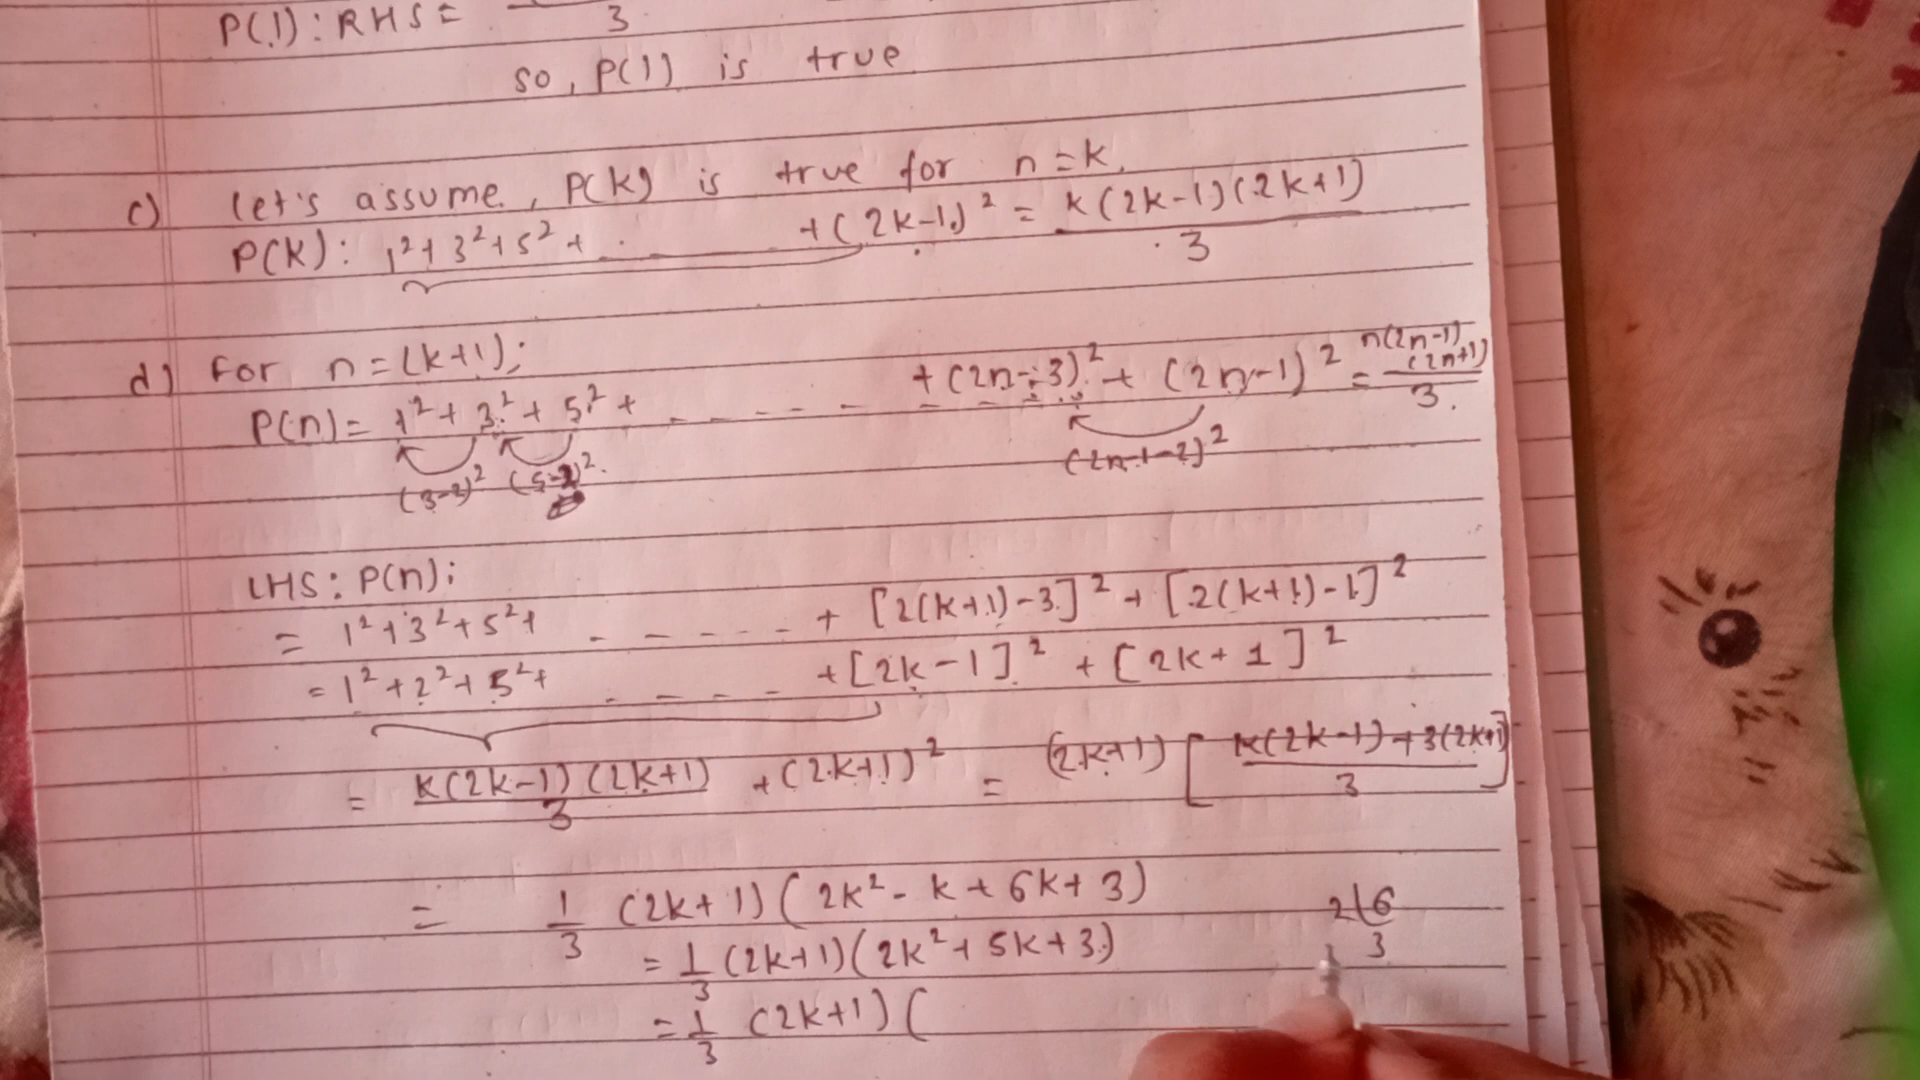 P(1): RHS = 3
so, P(1) is true
c) let's assume, P(k) is true for n=k.
P(k): 1²+3²+5²+ . . . +(2k-1)² = k(2k-1)(2k+1)/3
d) for n=(k+1);
P(n)= 1²+3²+5²+ - - - - - - +(2n-3)²+(2n-1)² = n(2n-1)(2n+1)/3.
(3-2)² (5-2)². (2n-1-2)²
LHS: P(n);
= 1²+3²+5²+ - - - - - + [2(k+1)-3]²+[2(k+1)-1]²
= 1²+2²+5²+ - - - - +[2k-1]² + [2k+1]²
= k(2k-1)(2k+1)/3 +(2k+1)² = (2k+1)[k(2k-1)+3(2k+1)/3]
= 1/3 (2k+1)(2k²-k+6k+3)
2|6
3
= 1/3 (2k+1)(2k²+5k+3)
= 1/3 (2k+1)(